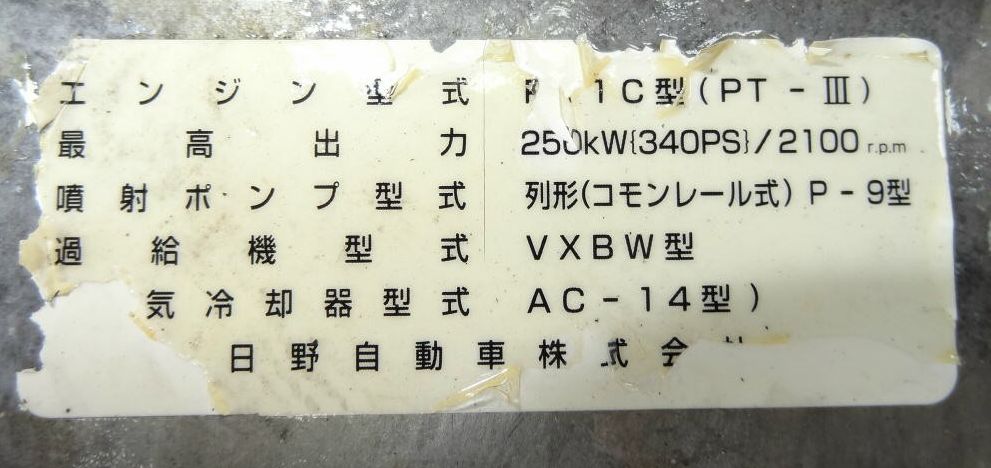 エンジン型式 1C型(PT-Ⅲ)
最高出力 250kW{340PS}/2100 r.p.m
噴射ポンプ型式 列形(コモンレール式) P-9型
過給機型式 VXBW型
気冷却器型式 AC-14型)
日野自動車株式会社